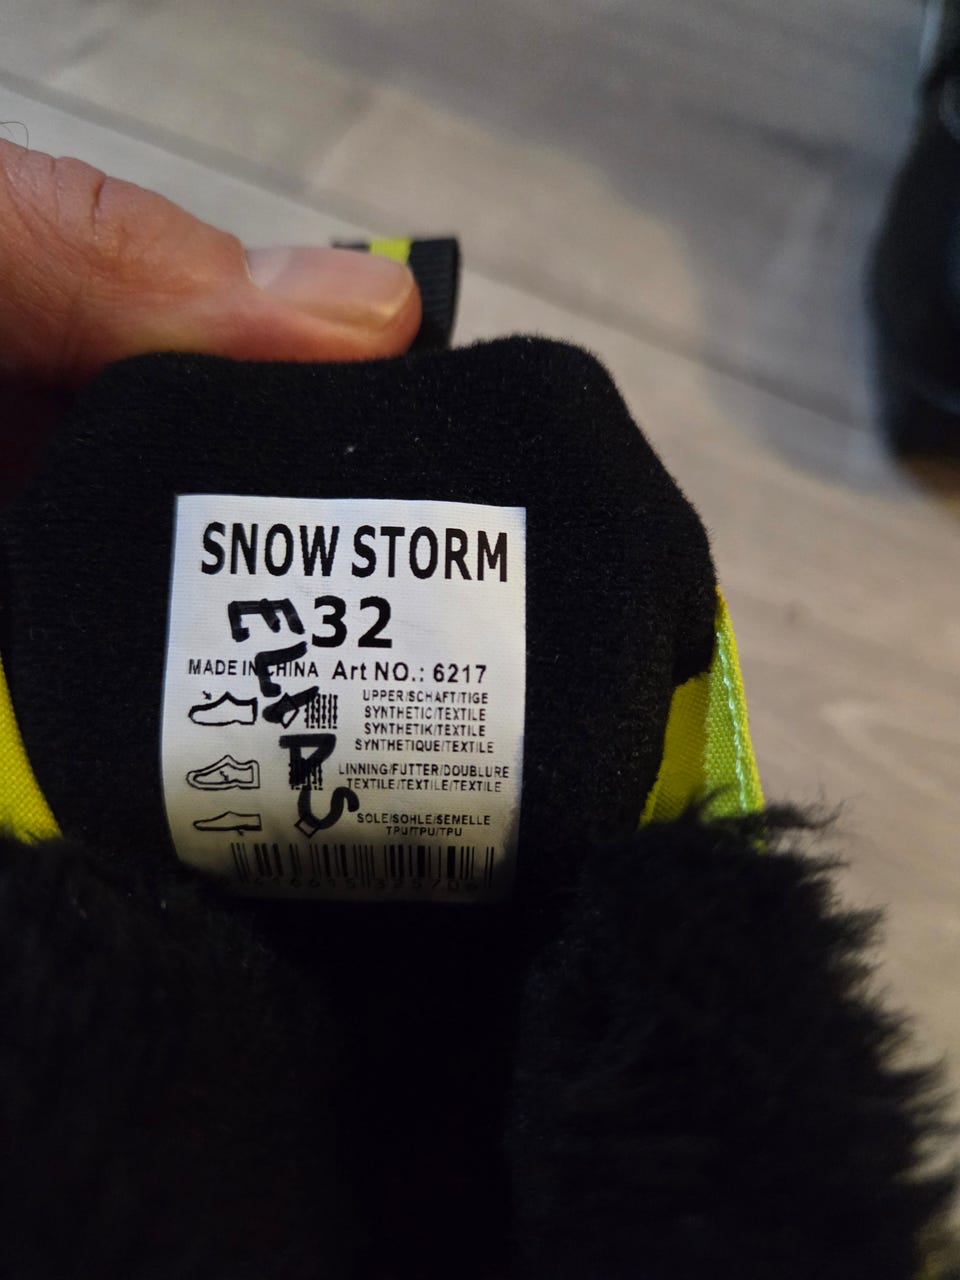 SNOW STORM
32
MADE IN CHINA Art NO.: 6217
UPPER/SCHAFT/TIGE
SYNTHETIC/TEXTILE
SYNTHETIK/TEXTILE
SYNTHETIQUE/TEXTILE
LINNING/FUTTER/DOUBLURE
TEXTILE/TEXTILE/TEXTILE
SOLE/SOHLE/SEMELLE
TPU/TPU/TPU